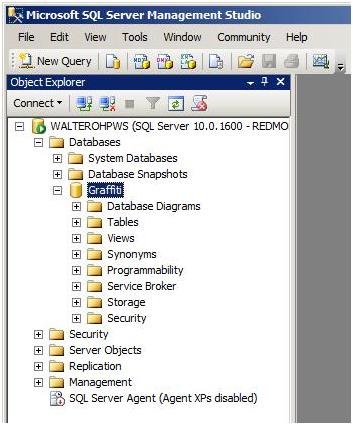 Microsoft SQL Server Management Studio
File Edit View Tools Window Community Help
New Query
Object Explorer
Connect
WALTEROHPWS (SQL Server 10.0.1600 - REDMO
Databases
System Databases
Database Snapshots
Graffiti
Database Diagrams
Tables
Views
Synonyms
Programmability
Service Broker
Storage
Security
Security
Server Objects
Replication
Management
SQL Server Agent (Agent XPs disabled)